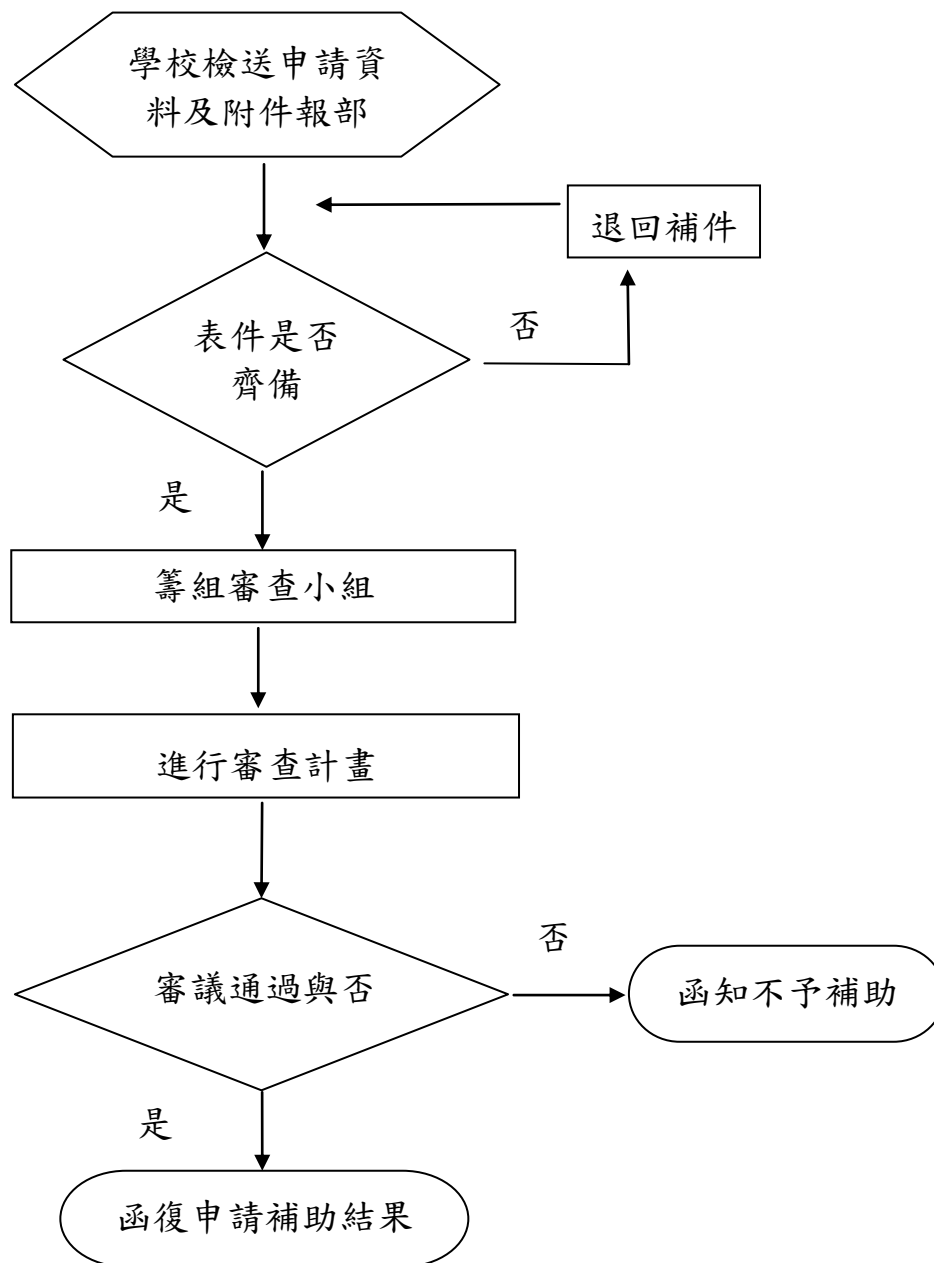 學校檢送申請資
料及附件報部
退回補件
表件是否
齊備
否
是
籌組審查小組
進行審查計畫
審議通過與否
否
函知不予補助
是
函復申請補助結果